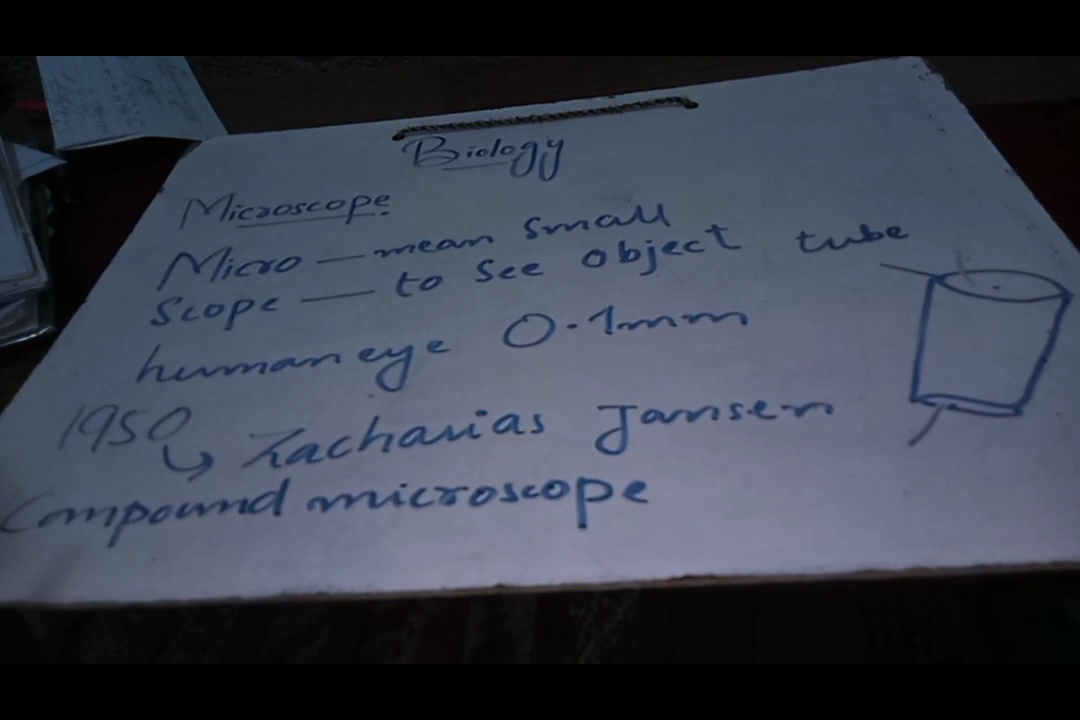 Biology
Microscope
Micro — mean small
Scope — to see object
tube
human eye 0.1mm
1950
↳ Zacharias Jansen
Compound microscope